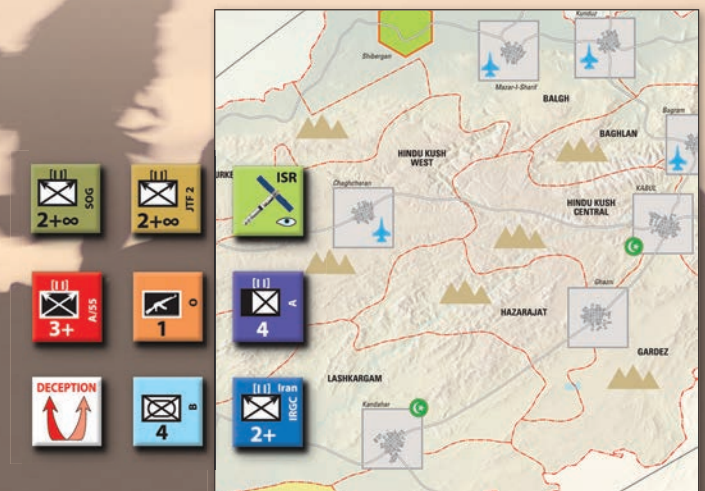 [ I I ]
2+∞
SOG
[ I I ]
2+∞
JTF 2
ISR
[ I I ]
3+
A/55
1
O
[ I I ]
4
A
DECEPTION
4
B
[ I I ] Iran
2+
IRGC
Kunduz
Shibergan
Mazar-I-Sharif
BALGH
Bagram
BAGHLAN
HINDU KUSH
WEST
Chaghcharan
KABUL
HINDU KUSH
CENTRAL
Ghazni
HAZARAJAT
GARDEZ
LASHKARGAM
Kandahar